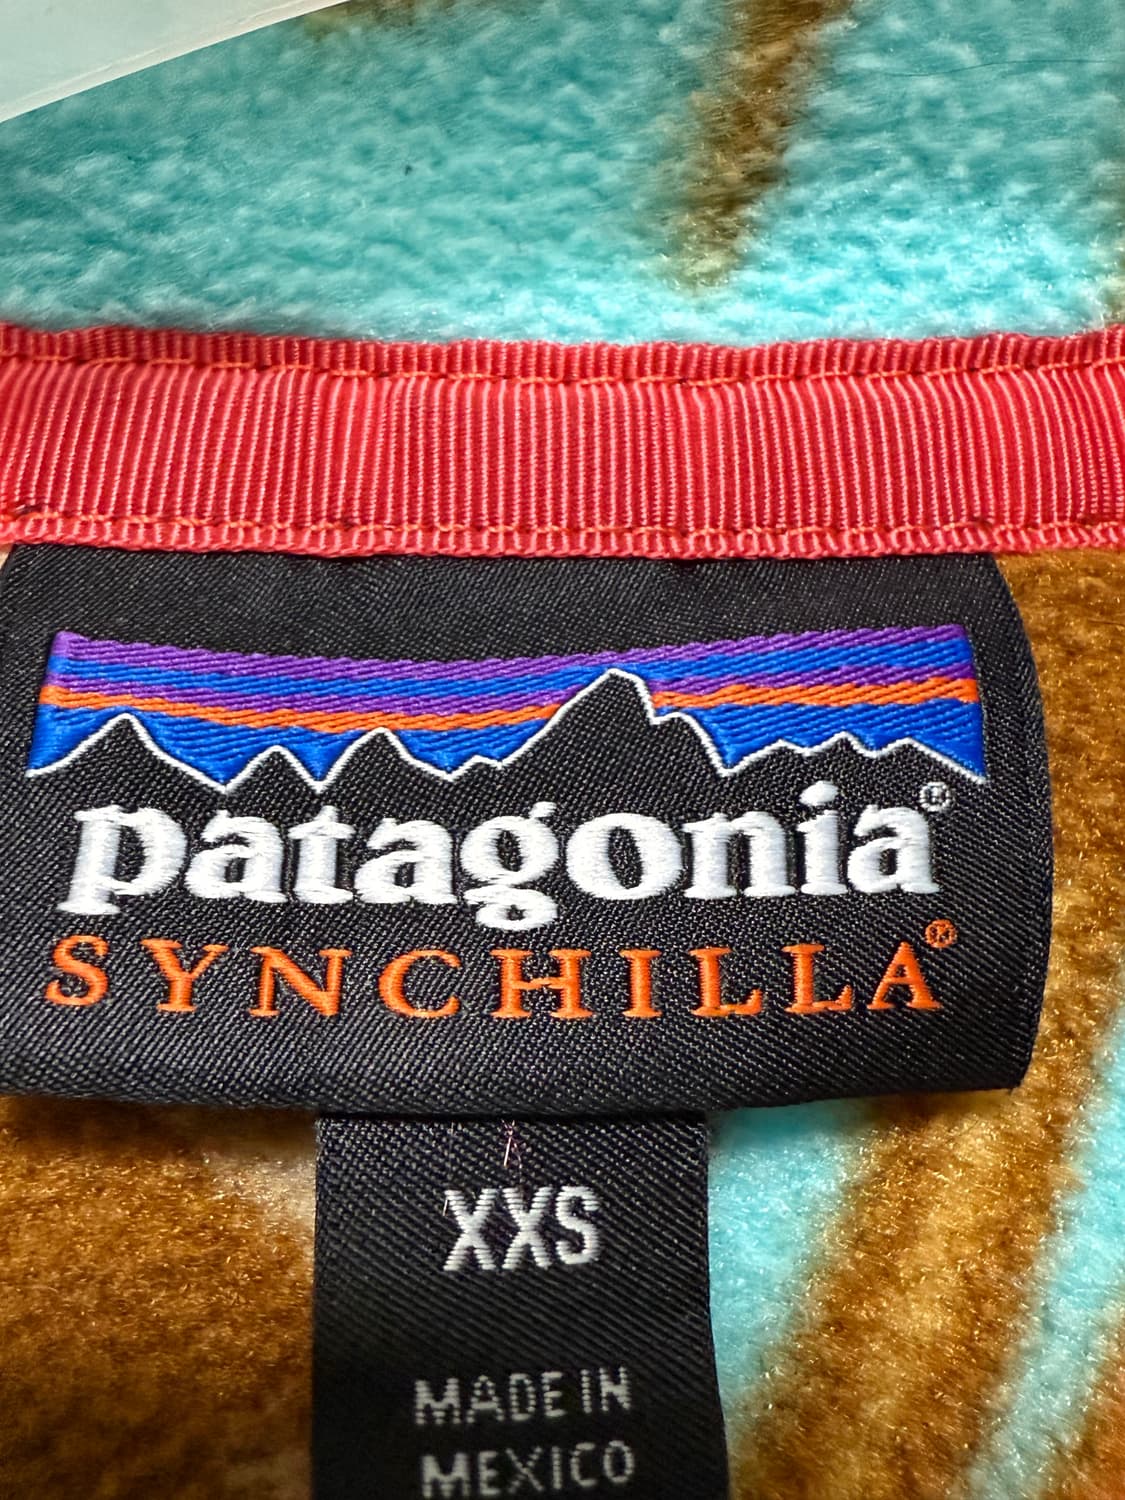 patagonia®
SYNCHILLA®
XXS
MADE IN
MEXICO